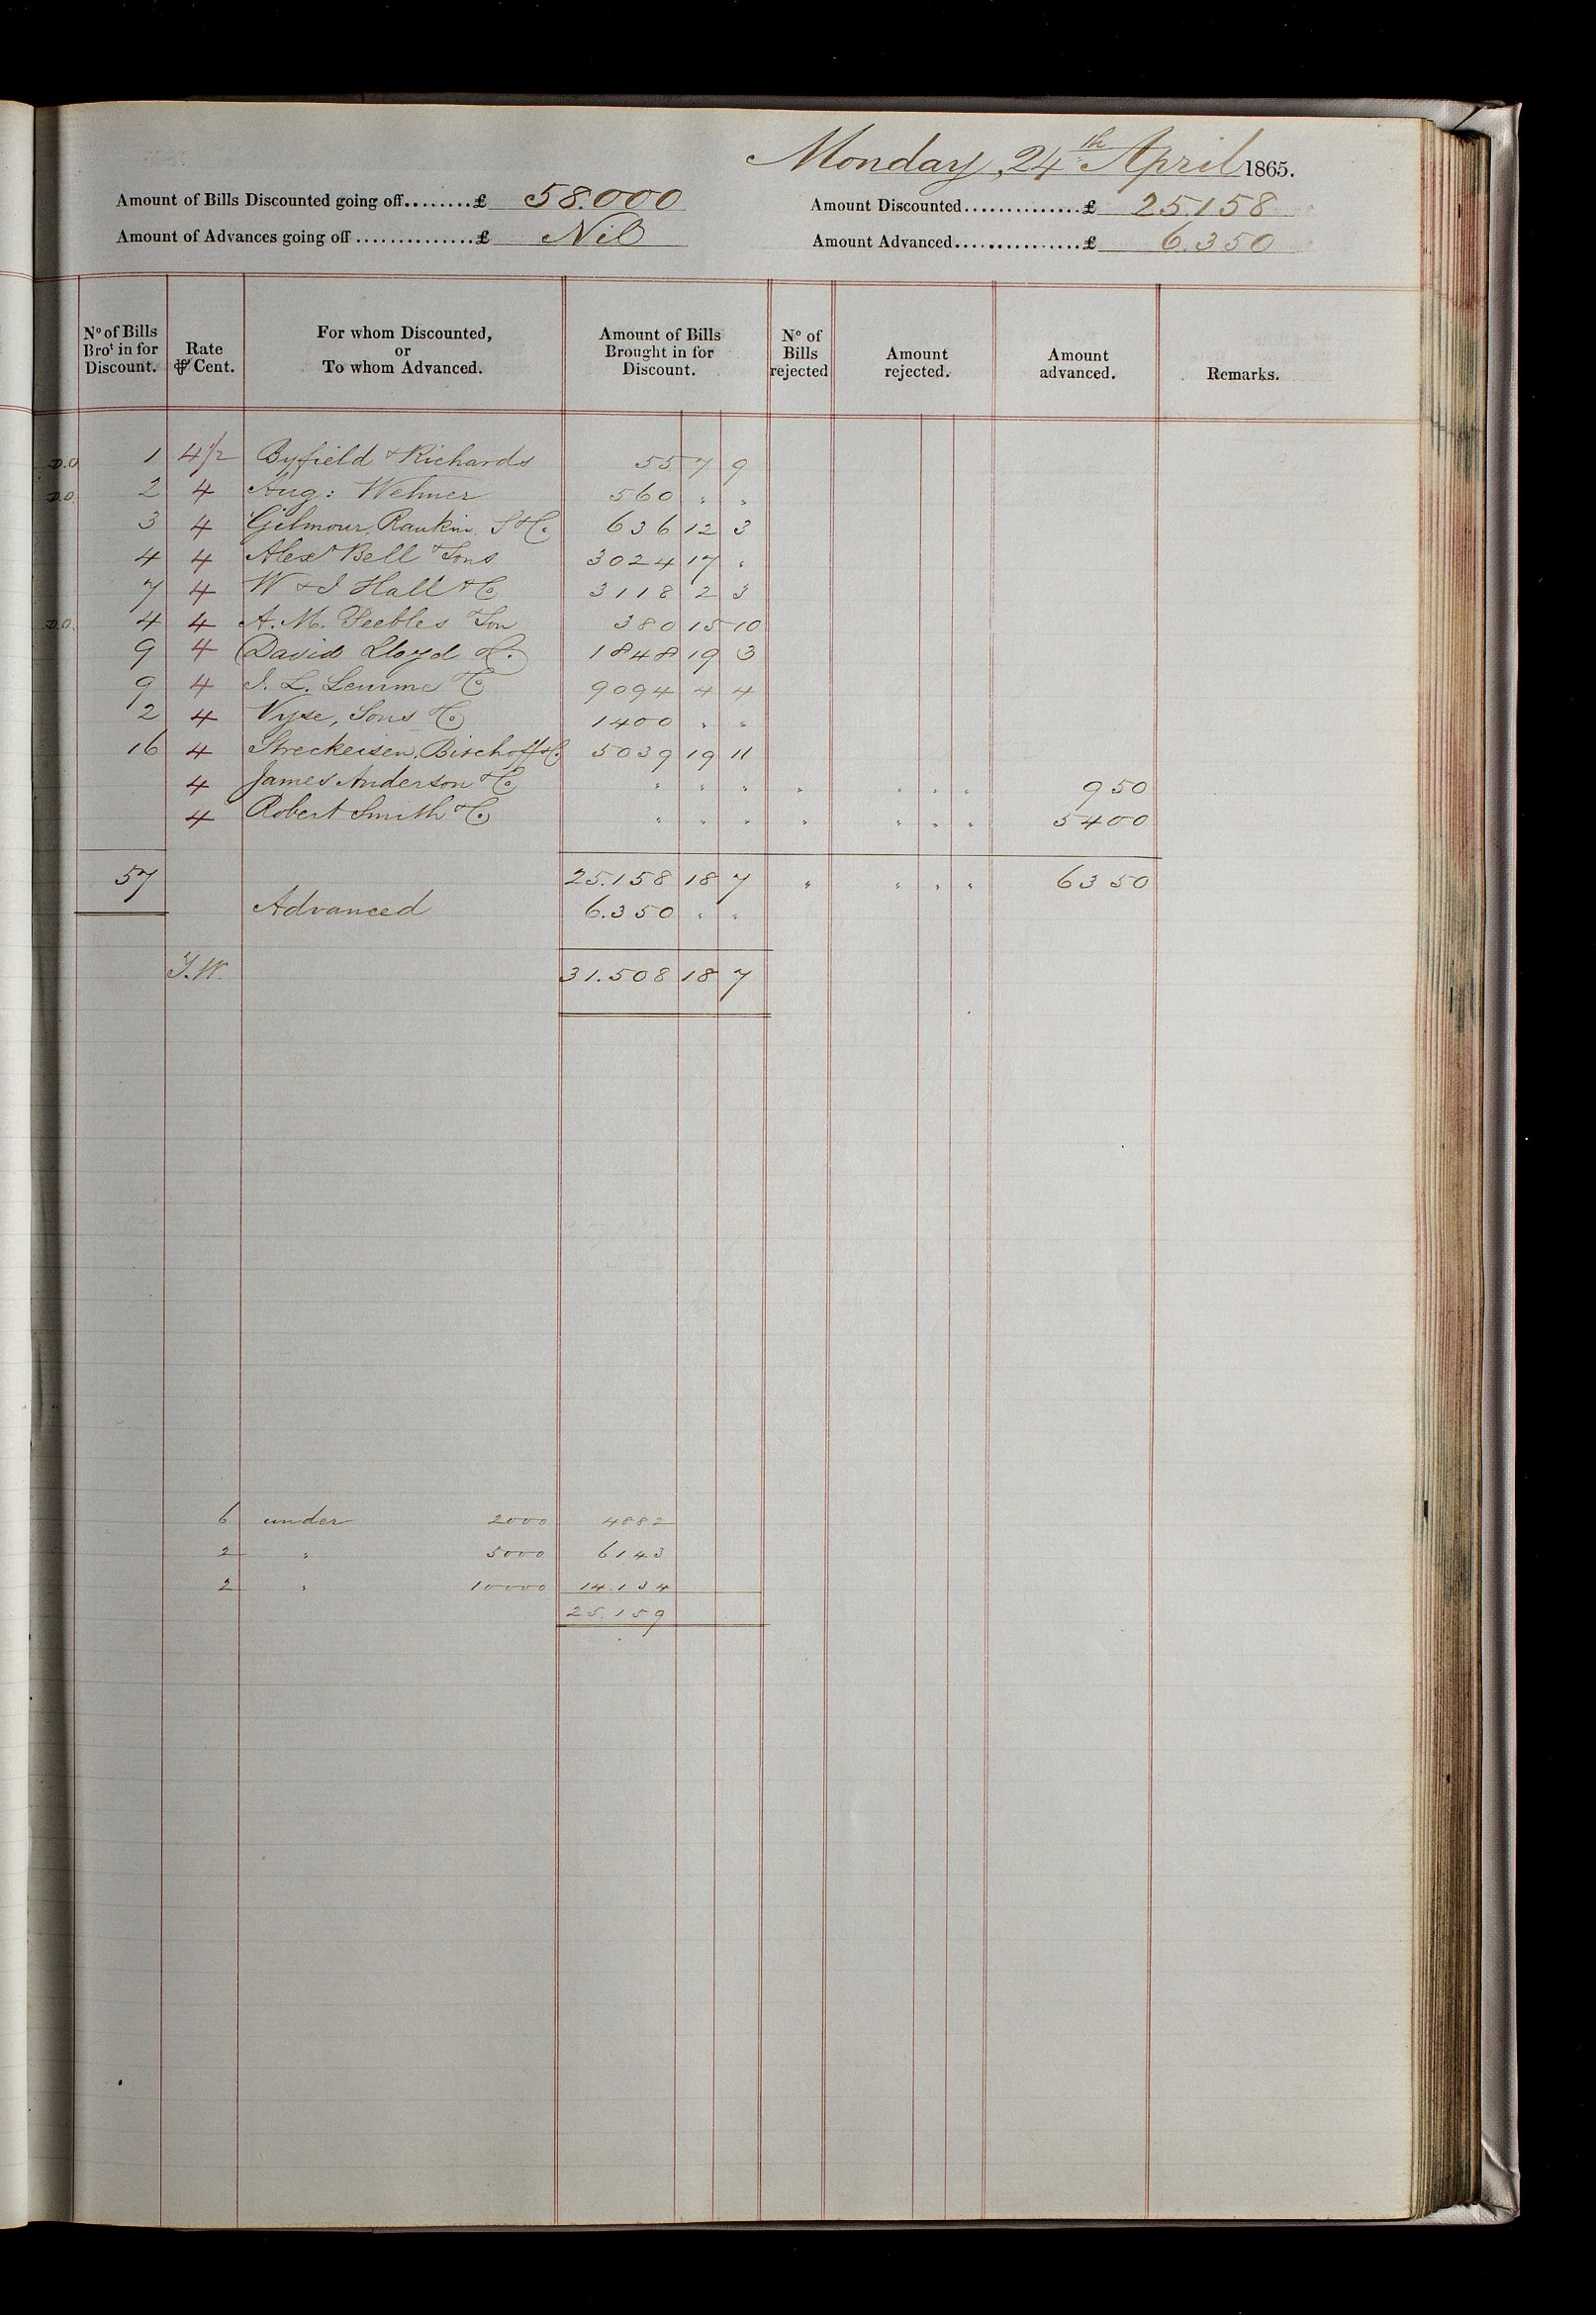 Monday, 24th April 1865.
Amount of Bills Discounted going off........£ 58.000 Amount Discounted..............£ 25.158
Amount of Advances going off..............£ Nil Amount Advanced................£ 6.350
No of Bills Brot in for Discount. Rate ⅌ Cent. For whom Discounted, or To whom Advanced. Amount of Bills Brought in for Discount. No of Bills rejected Amount rejected. Amount advanced. Remarks.
D.O. 1 4 1/2 Byfield & Richards 55 7 9
D.O. 2 4 Aug: Wehner 560 " "
3 4 Gilmour, Rankin, S & Co. 636 12 3
4 4 Alexr Bell & Sons 3024 17 "
7 4 W & J Hall & Co 3118 2 3
D.O. 4 4 A. M. Peebles & Son 380 15 10
9 4 David Lloyd & Co. 1848 19 3
9 4 J. L. Lemme & Co 9094 4 4
2 4 Vyse, Sons & Co 1400 " "
16 4 Streckeisen, Bischoff & Co. 5039 19 11
4 James Anderson & Co " " " " " " " 950
4 Robert Smith & Co " " " " " " " 5400
57 25.158 18 7 " " " " 6350
Advanced 6.350 " "
31.508 18 7
6 under 2000 4882
2 " 5000 6143
2 " 10000 14.134
25.159